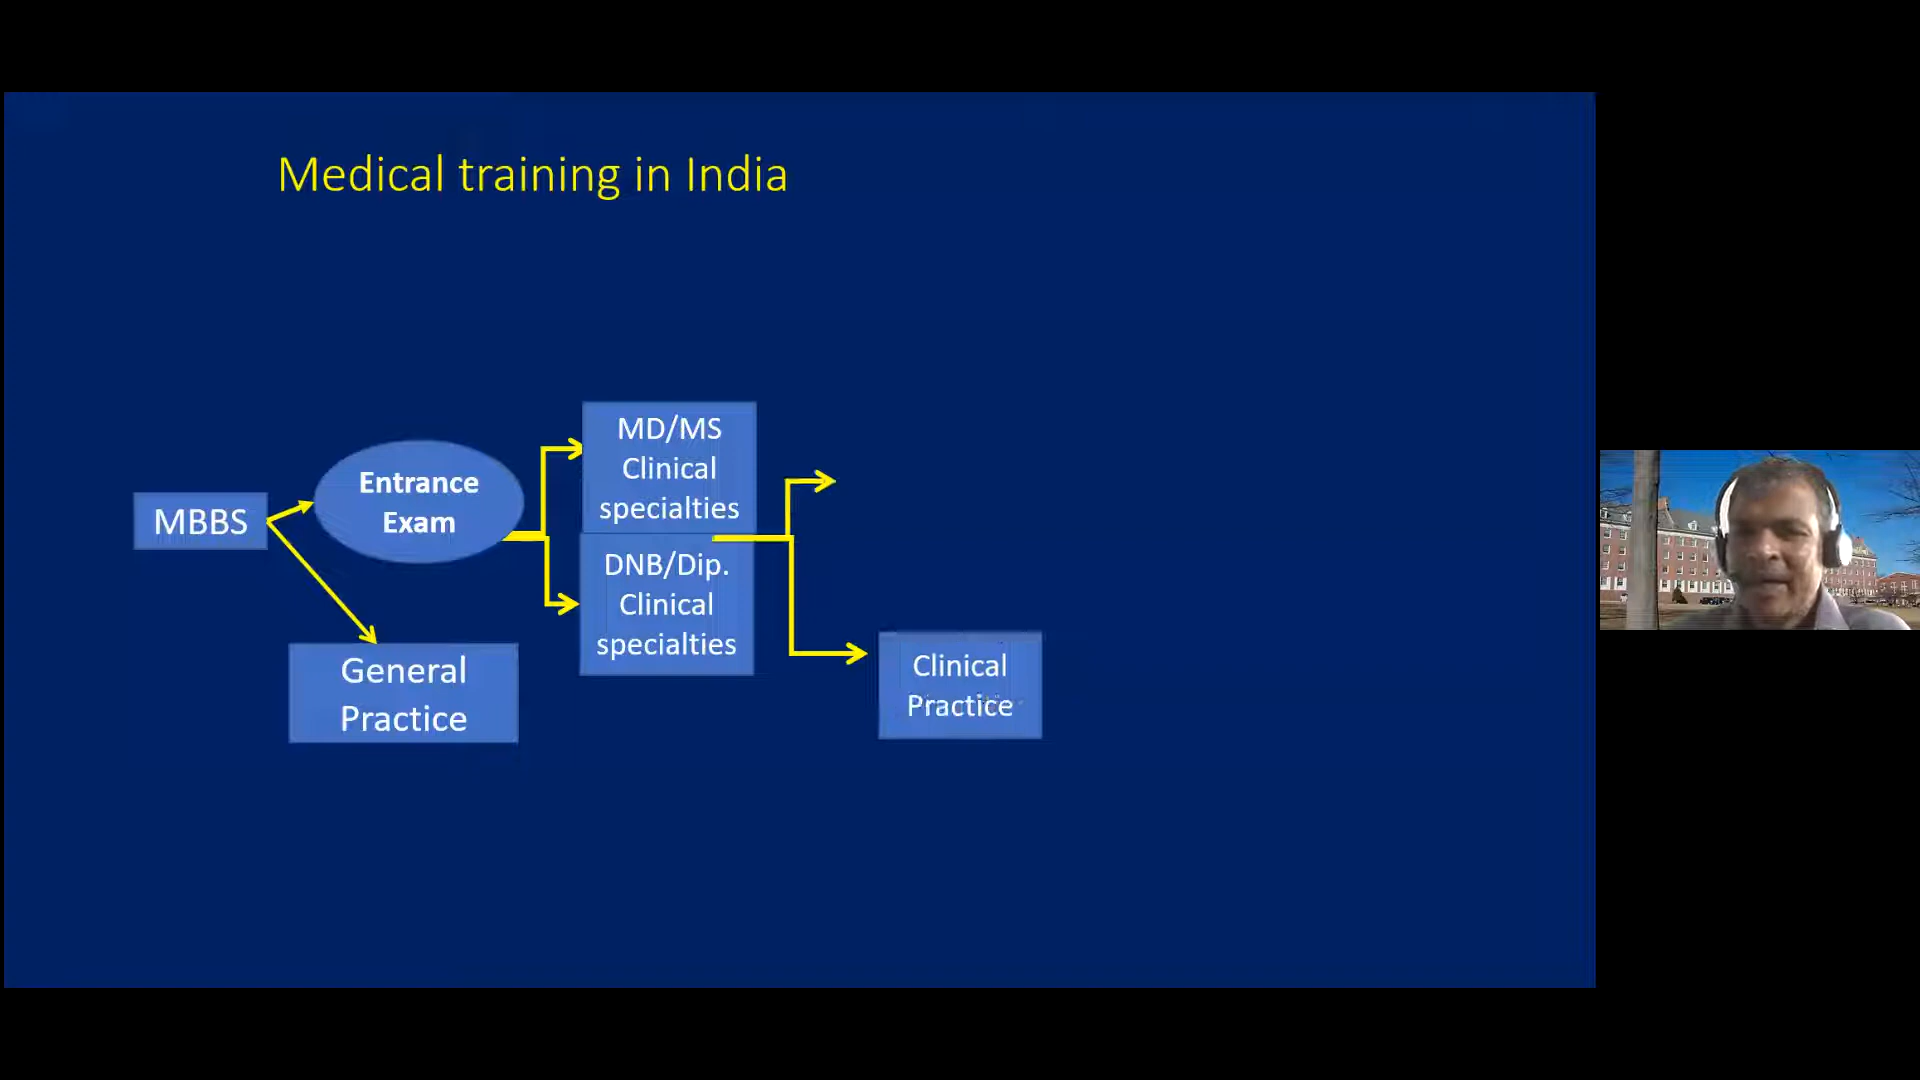 Medical training in India
MBBS
Entrance
Exam
General
Practice
MD/MS
Clinical
specialties
DNB/Dip.
Clinical
specialties
Clinical
Practice